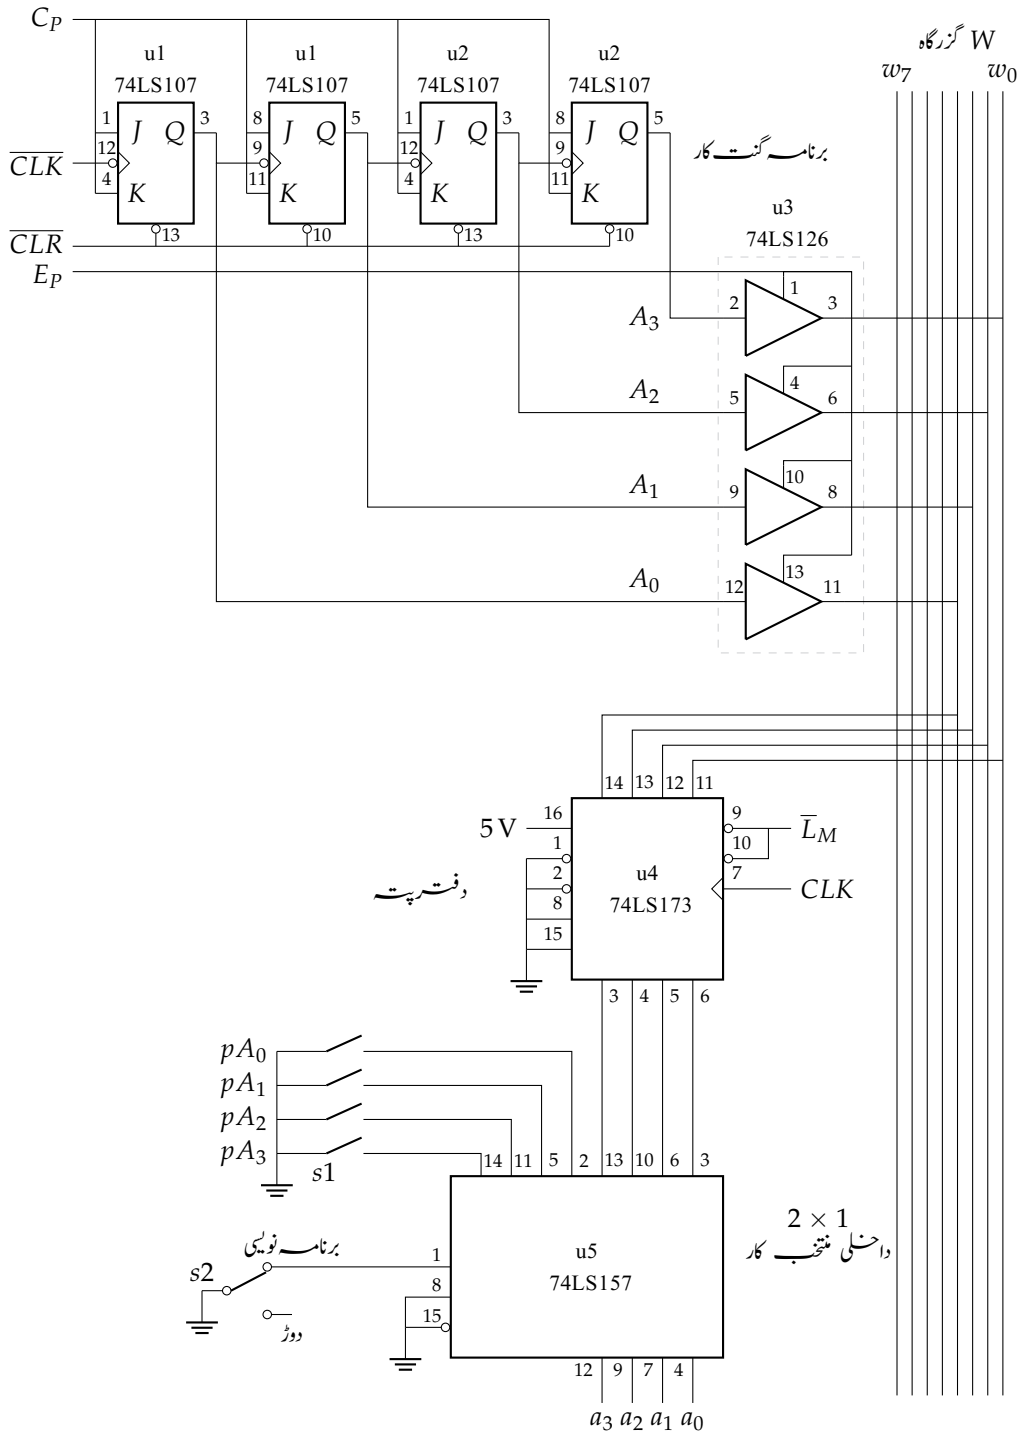 C_P
گزرگاہ W
u1 u1 u2 u2
74LS107 74LS107 74LS107 74LS107
w_7 w_0
1 J Q 3 8 J Q 5 1 J Q 3 8 J Q 5
\overline{CLK} 12 9 12 9
4 K 11 K 4 K 11 K
برنامہ گنت کار
13 10 13 10
\overline{CLR}
E_P
u3
74LS126
A_3 2 1 3
A_2 5 4 6
A_1 9 10 8
A_0 12 13 11
14 13 12 11
5 V 16 9 \overline{L}_M
1 10
2 7 CLK
8
15
u4
74LS173
دفتر پتہ
3 4 5 6
pA_0
pA_1
pA_2
pA_3
s1
14 11 5 2 13 10 6 3
2 × 1
داخلی منتخب کار
برنامہ نویسی
s2
دوڑ
1
8
15
u5
74LS157
12 9 7 4
a_3 a_2 a_1 a_0